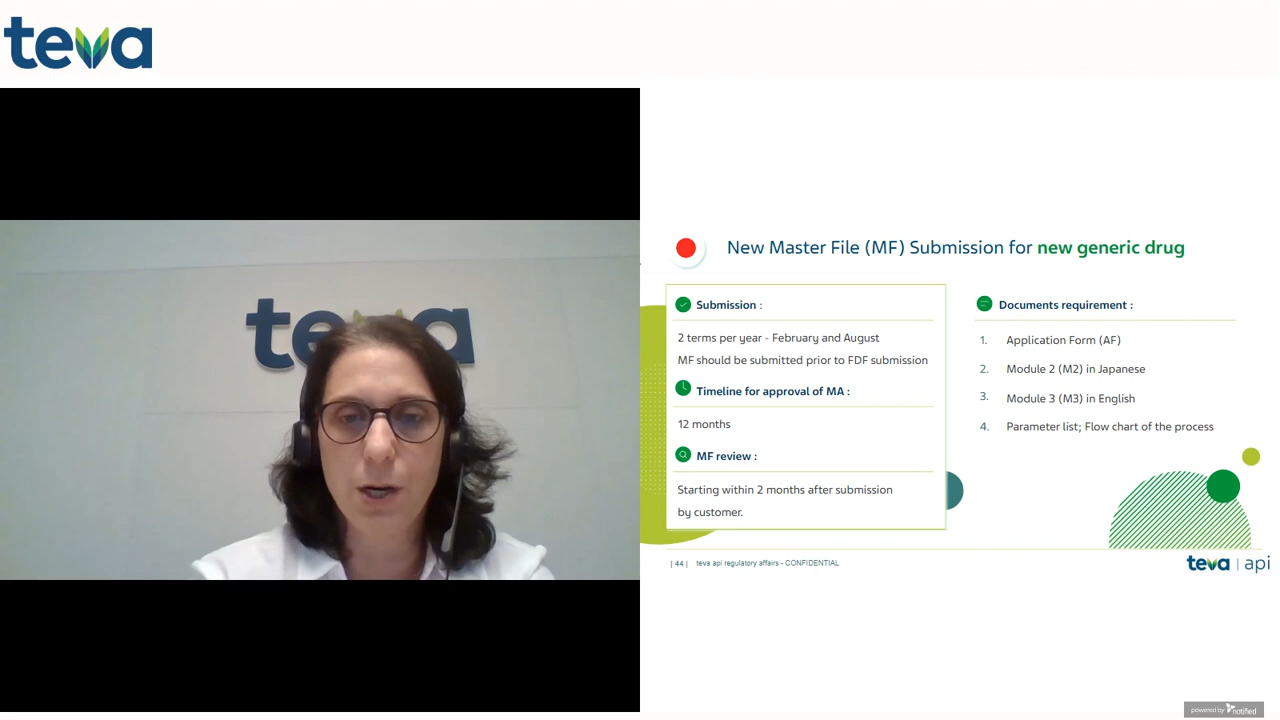 teva
teva
New Master File (MF) Submission for new generic drug
Submission :
2 terms per year - February and August
MF should be submitted prior to FDF submission
Timeline for approval of MA :
12 months
MF review :
Starting within 2 months after submission
by customer.
Documents requirement :
1. Application Form (AF)
2. Module 2 (M2) in Japanese
3. Module 3 (M3) in English
4. Parameter list; Flow chart of the process
| 44 | teva api regulatory affairs - CONFIDENTIAL
teva | api
powered by notified